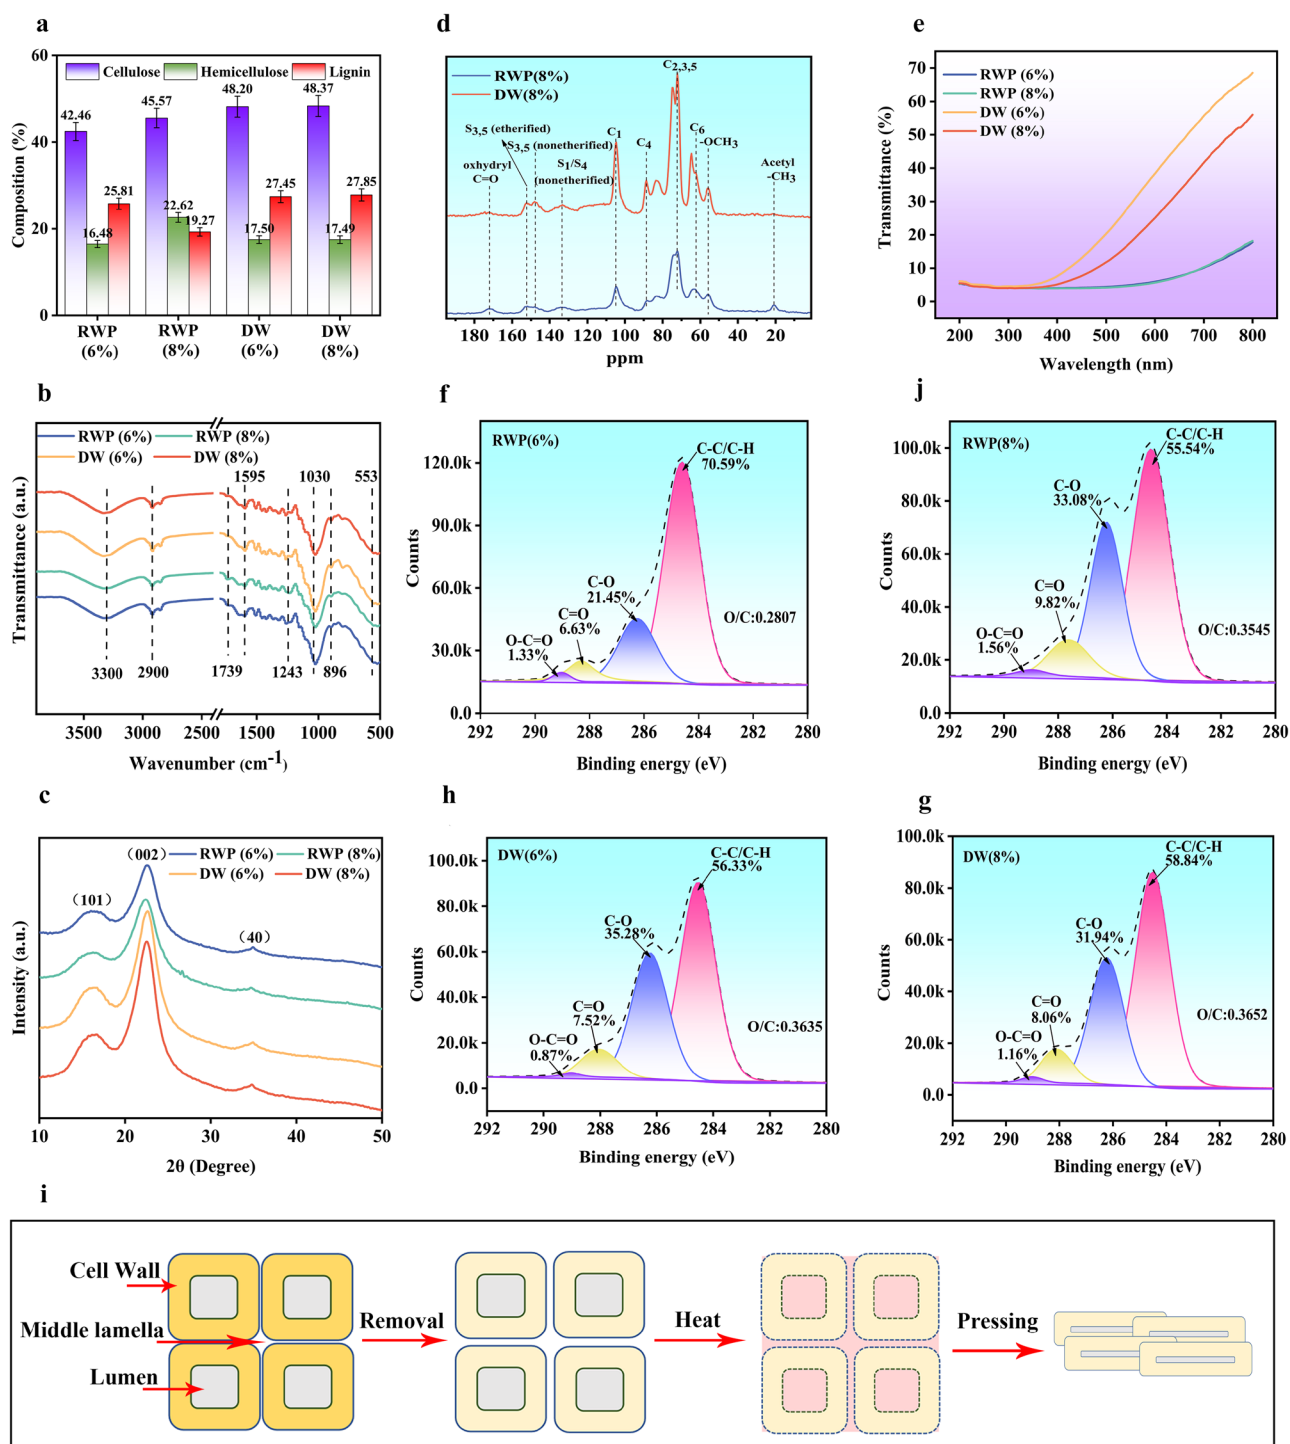 a
60
40
20
0
Composition (%)
Cellulose Hemicellulose Lignin
42.46
16.48
25.81
45.57
22.62
19.27
48.20
17.50
27.45
48.37
17.49
27.85
RWP
(6%)
RWP
(8%)
DW
(6%)
DW
(8%)
d
RWP(8%)
DW(8%)
C2,3,5
S3,5 (etherified)
S3,5 (nonetherified)
oxhydryl
C=O
S1/S4
(nonetherified)
C1
C4
C6
-OCH3
Acetyl
-CH3
180 160 140 120 100 80 60 40 20
ppm
e
70
60
50
40
30
20
10
0
Transmittance (%)
RWP (6%)
RWP (8%)
DW (6%)
DW (8%)
200 300 400 500 600 700 800
Wavelength (nm)
b
RWP (6%) RWP (8%)
DW (6%) DW (8%)
1595 1030 553
3300 2900 1739 1243 896
Transmittance (a.u.)
3500 3000 2500 1500 1000 500
Wavenumber (cm-1)
f
RWP(6%)
C-C/C-H
70.59%
C-O
21.45%
C=O
6.63%
O-C=O
1.33%
O/C:0.2807
120.0k
90.0k
60.0k
30.0k
0.0
Counts
292 290 288 286 284 282 280
Binding energy (eV)
j
RWP(8%)
C-C/C-H
55.54%
C-O
33.08%
C=O
9.82%
O-C=O
1.56%
O/C:0.3545
100.0k
80.0k
60.0k
40.0k
20.0k
0.0
Counts
292 290 288 286 284 282 280
Binding energy (eV)
c
(002)
RWP (6%) RWP (8%)
DW (6%) DW (8%)
(101)
(40)
Intensity (a.u.)
10 20 30 40 50
2θ (Degree)
h
DW(6%)
C-C/C-H
56.33%
C-O
35.28%
C=O
7.52%
O-C=O
0.87%
O/C:0.3635
100.0k
80.0k
60.0k
40.0k
20.0k
0.0
Counts
292 290 288 286 284 282 280
Binding energy (eV)
g
DW(8%)
C-C/C-H
58.84%
C-O
31.94%
C=O
8.06%
O-C=O
1.16%
O/C:0.3652
100.0k
80.0k
60.0k
40.0k
20.0k
0.0
Counts
292 290 288 286 284 282 280
Binding energy (eV)
i
Cell Wall
Middle lamella
Lumen
Removal
Heat
Pressing